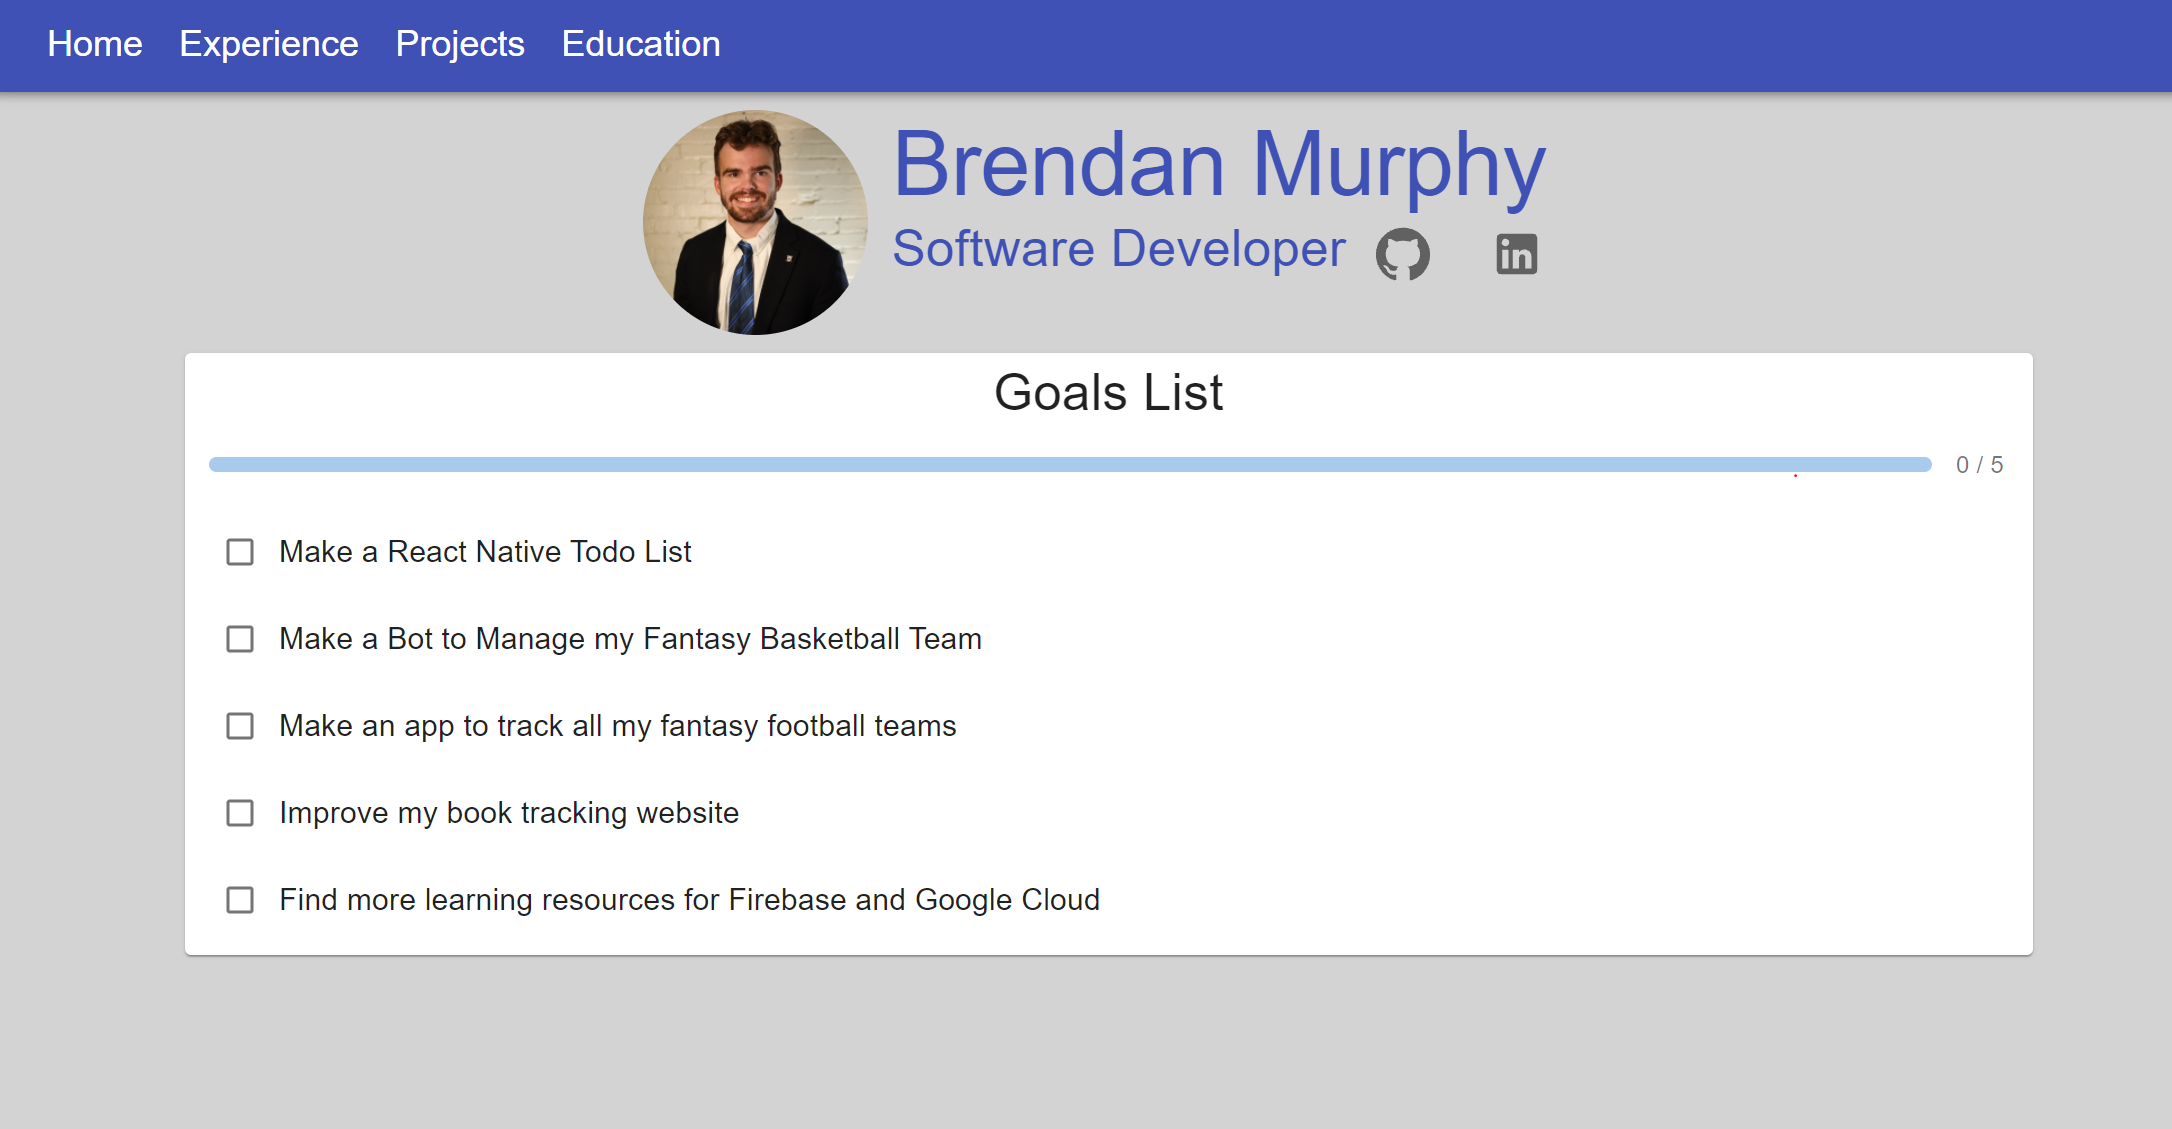 Home Experience Projects Education
Brendan Murphy
Software Developer in
Goals List
0 / 5
Make a React Native Todo List
Make a Bot to Manage my Fantasy Basketball Team
Make an app to track all my fantasy football teams
Improve my book tracking website
Find more learning resources for Firebase and Google Cloud